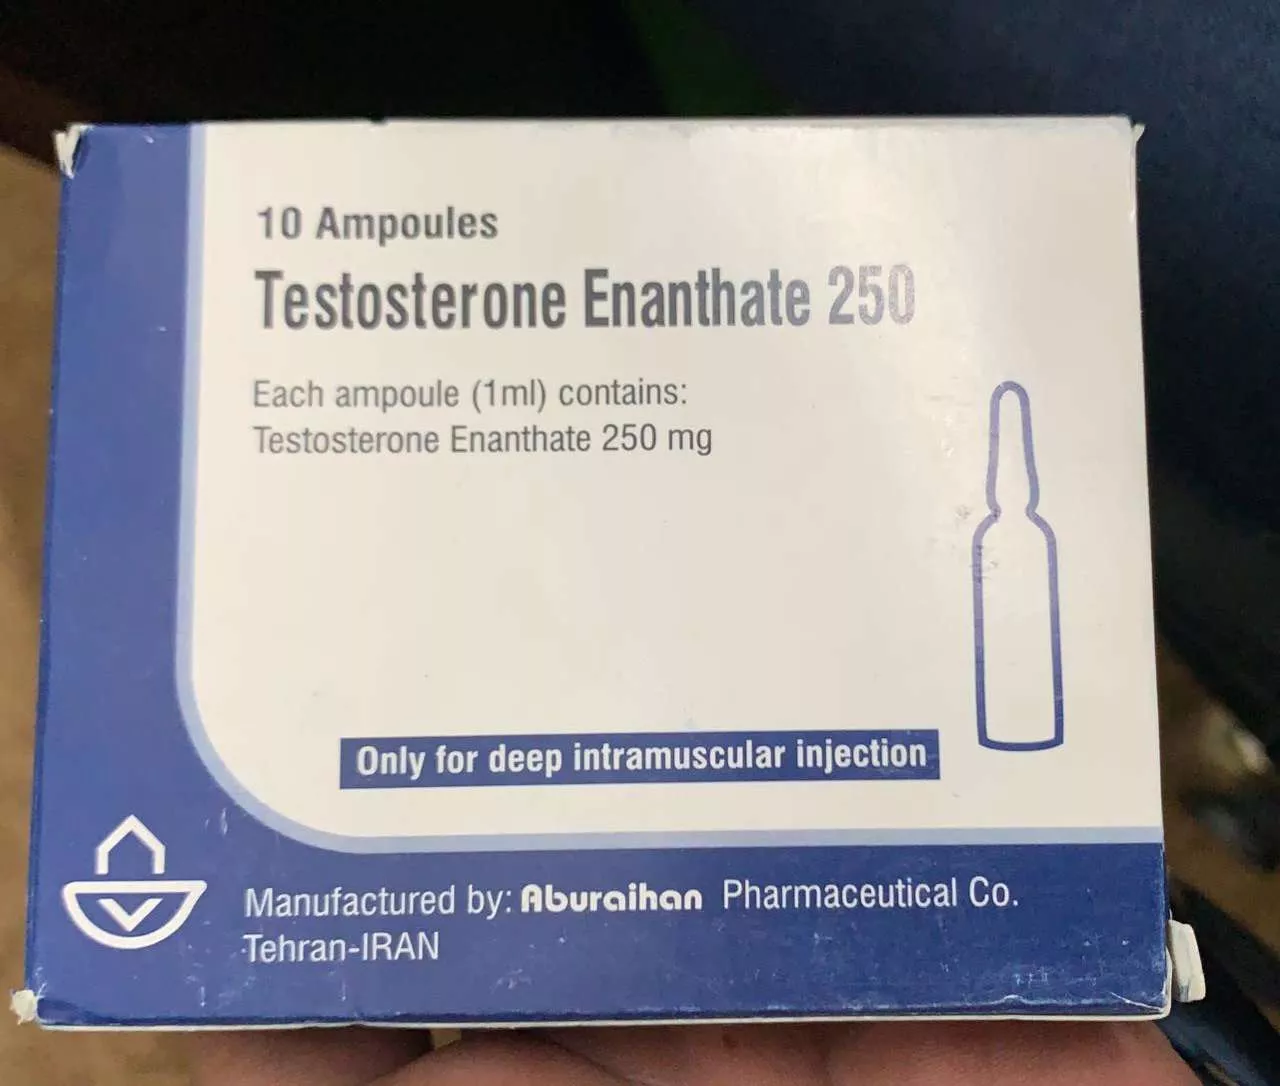 10 Ampoules
Testosterone Enanthate 250
Each ampoule (1ml) contains:
Testosterone Enanthate 250 mg
Only for deep intramuscular injection
Manufactured by: Aburaihan Pharmaceutical Co.
Tehran-IRAN